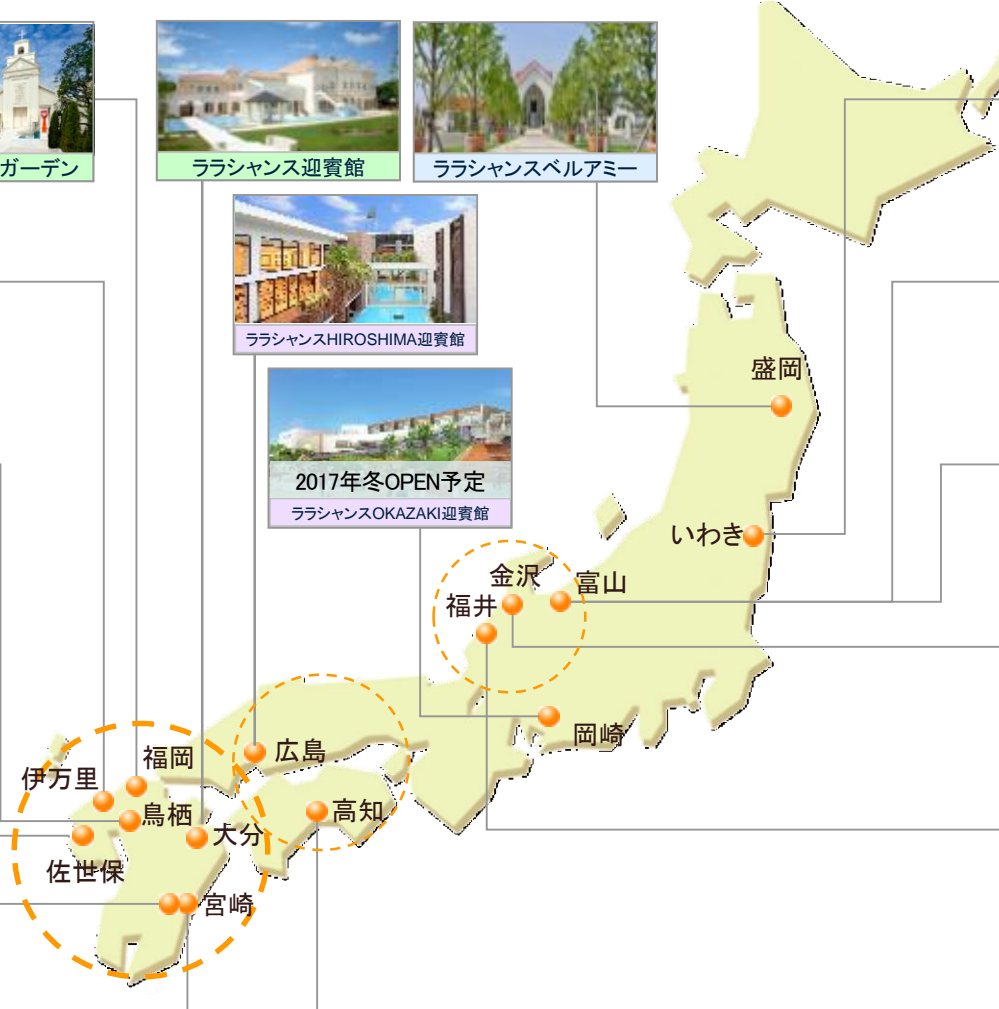 ガーデン
ララシャンス迎賓館
ララシャンスベルアミー
ララシャンスHIROSHIMA迎賓館
2017年冬OPEN予定
ララシャンスOKAZAKI迎賓館
盛岡
いわき
金沢
富山
福井
岡崎
広島
福岡
伊万里
鳥栖
高知
大分
佐世保
宮崎